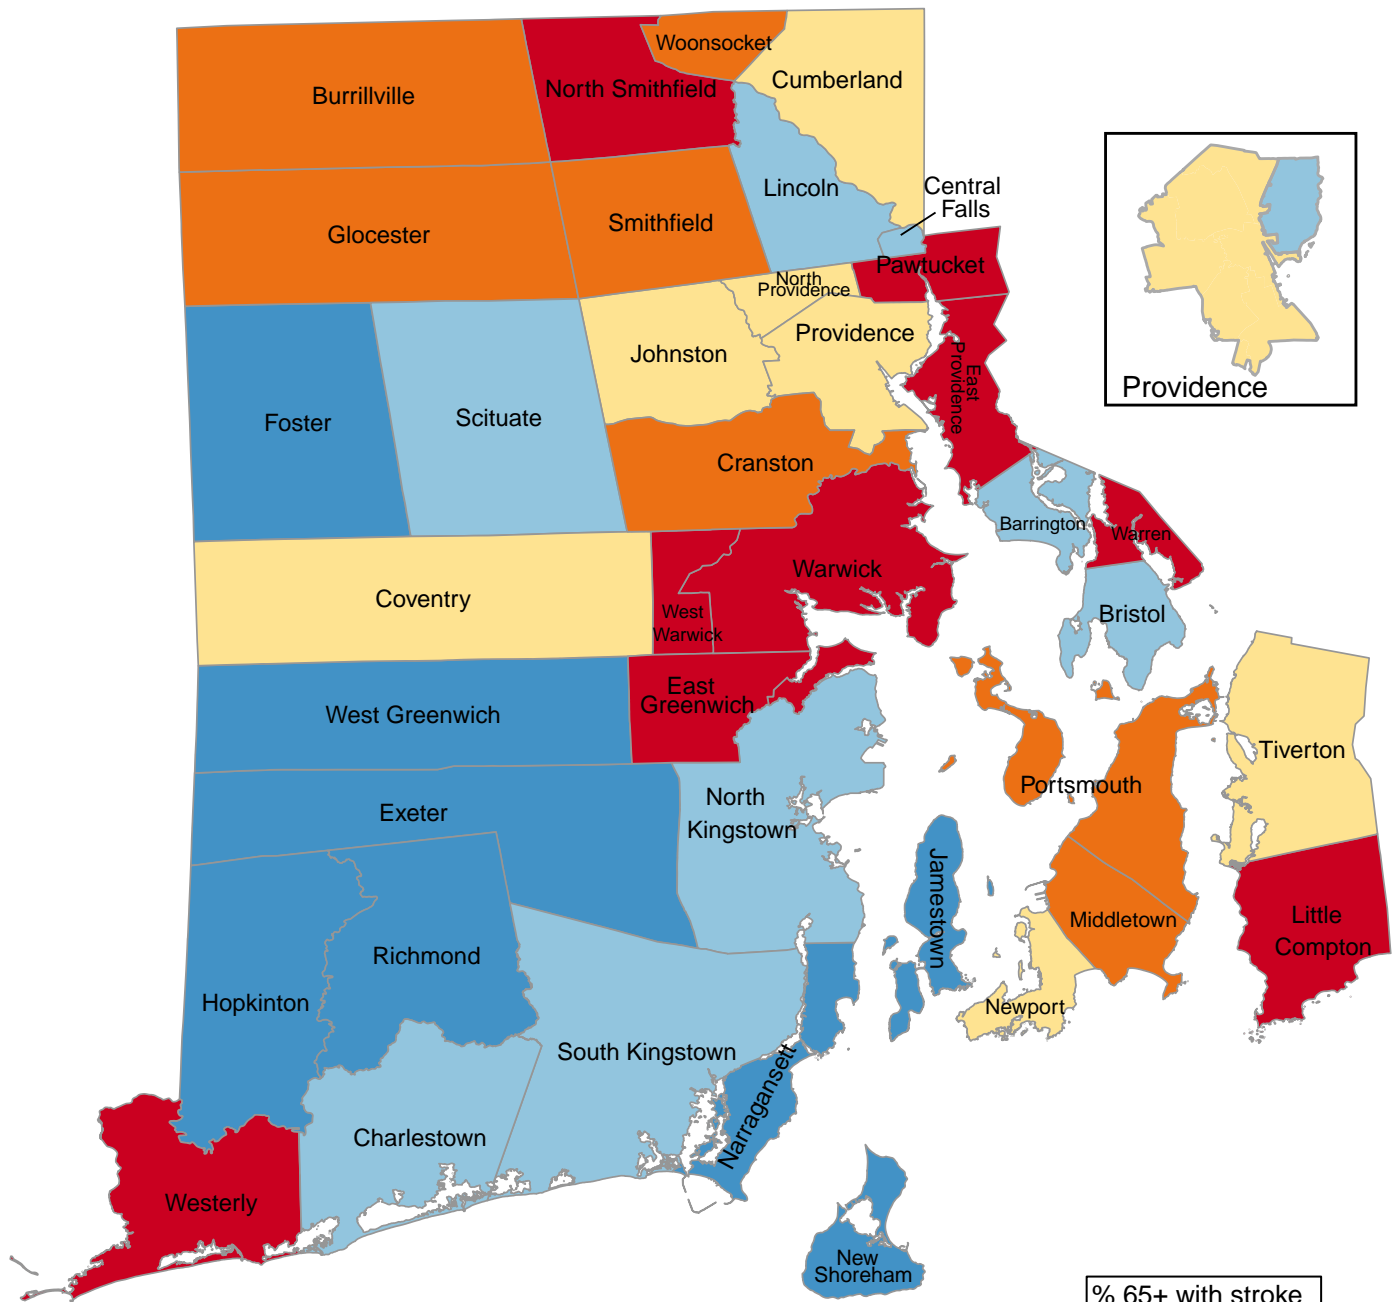 Woonsocket
Cumberland
North Smithfield
Burrillville
Lincoln
Central
Falls
Smithfield
Glocester
Pawtucket
North
Providence
Providence
Johnston
East
Providence
Providence
Foster
Scituate
Cranston
Barrington
Warren
Warwick
Coventry
West
Warwick
Bristol
East
Greenwich
West Greenwich
Tiverton
Portsmouth
North
Kingstown
Exeter
Jamestown
Middletown
Little
Compton
Richmond
Hopkinton
Newport
South Kingstown
Narragansett
Charlestown
Westerly
New
Shoreham
% 65+ with stroke